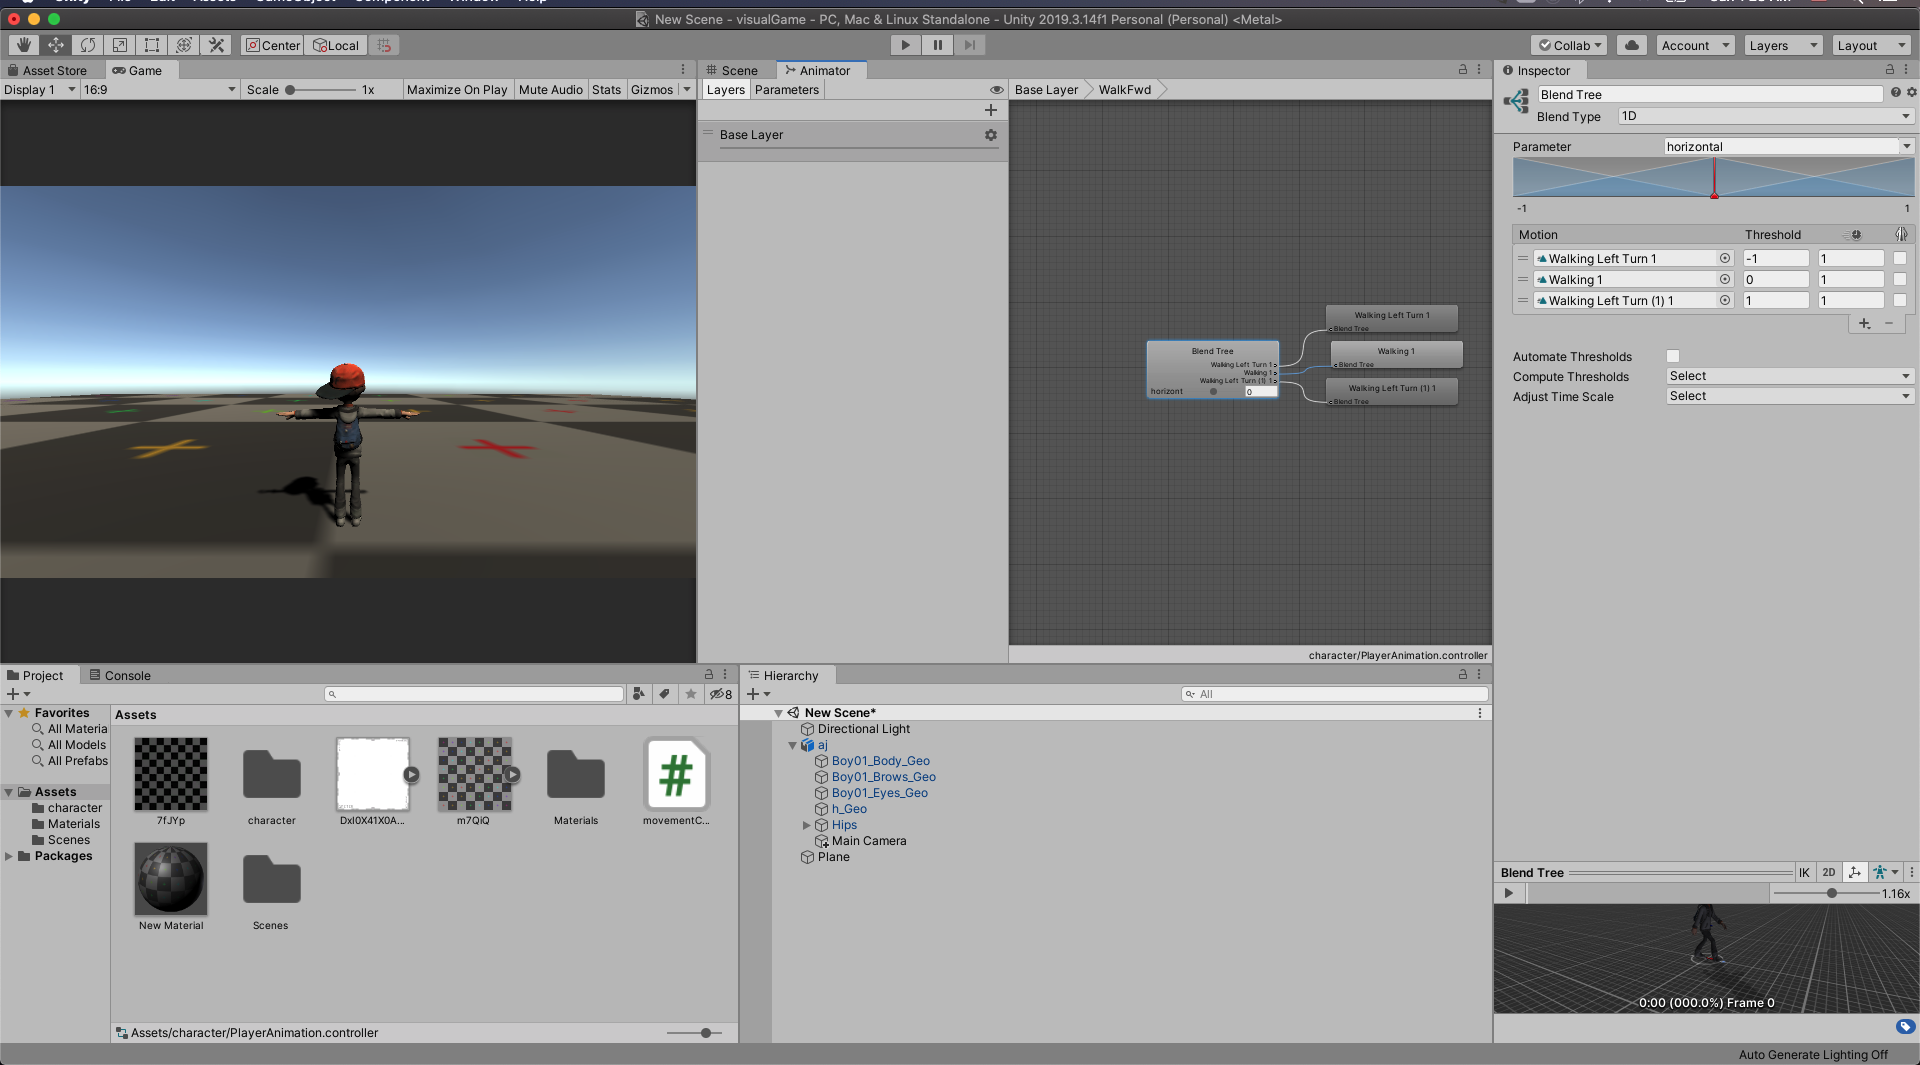 New Scene - visualGame - PC, Mac & Linux Standalone - Unity 2019.3.14f1 Personal (Personal) <Metal>
Center
Local
Collab
Account
Layers
Layout
Asset Store
Game
Display 1
16:9
Scale
1x
Maximize On Play
Mute Audio
Stats
Gizmos
Scene
Animator
Layers
Parameters
Base Layer
WalkFwd
Base Layer
Blend Tree
Walking Left Turn 1
Walking 1
Walking Left Turn (1) 1
horizont
0
Walking Left Turn 1
Blend Tree
Walking 1
Blend Tree
Walking Left Turn (1) 1
Blend Tree
character/PlayerAnimation.controller
Inspector
Blend Tree
Blend Type
1D
Parameter
horizontal
-1
1
Motion
Threshold
Walking Left Turn 1
-1
1
Walking 1
0
1
Walking Left Turn (1) 1
1
1
Automate Thresholds
Compute Thresholds
Select
Adjust Time Scale
Select
Project
Console
8
Favorites
All Materia
All Models
All Prefabs
Assets
character
Materials
Scenes
Packages
Assets
7fJYp
character
DxI0X41X0A...
m7QiQ
Materials
#
movementC...
New Material
Scenes
Assets/character/PlayerAnimation.controller
Hierarchy
All
New Scene*
Directional Light
aj
Boy01_Body_Geo
Boy01_Brows_Geo
Boy01_Eyes_Geo
h_Geo
Hips
Main Camera
Plane
Blend Tree
IK
2D
1.16x
0:00 (000.0%) Frame 0
Auto Generate Lighting Off